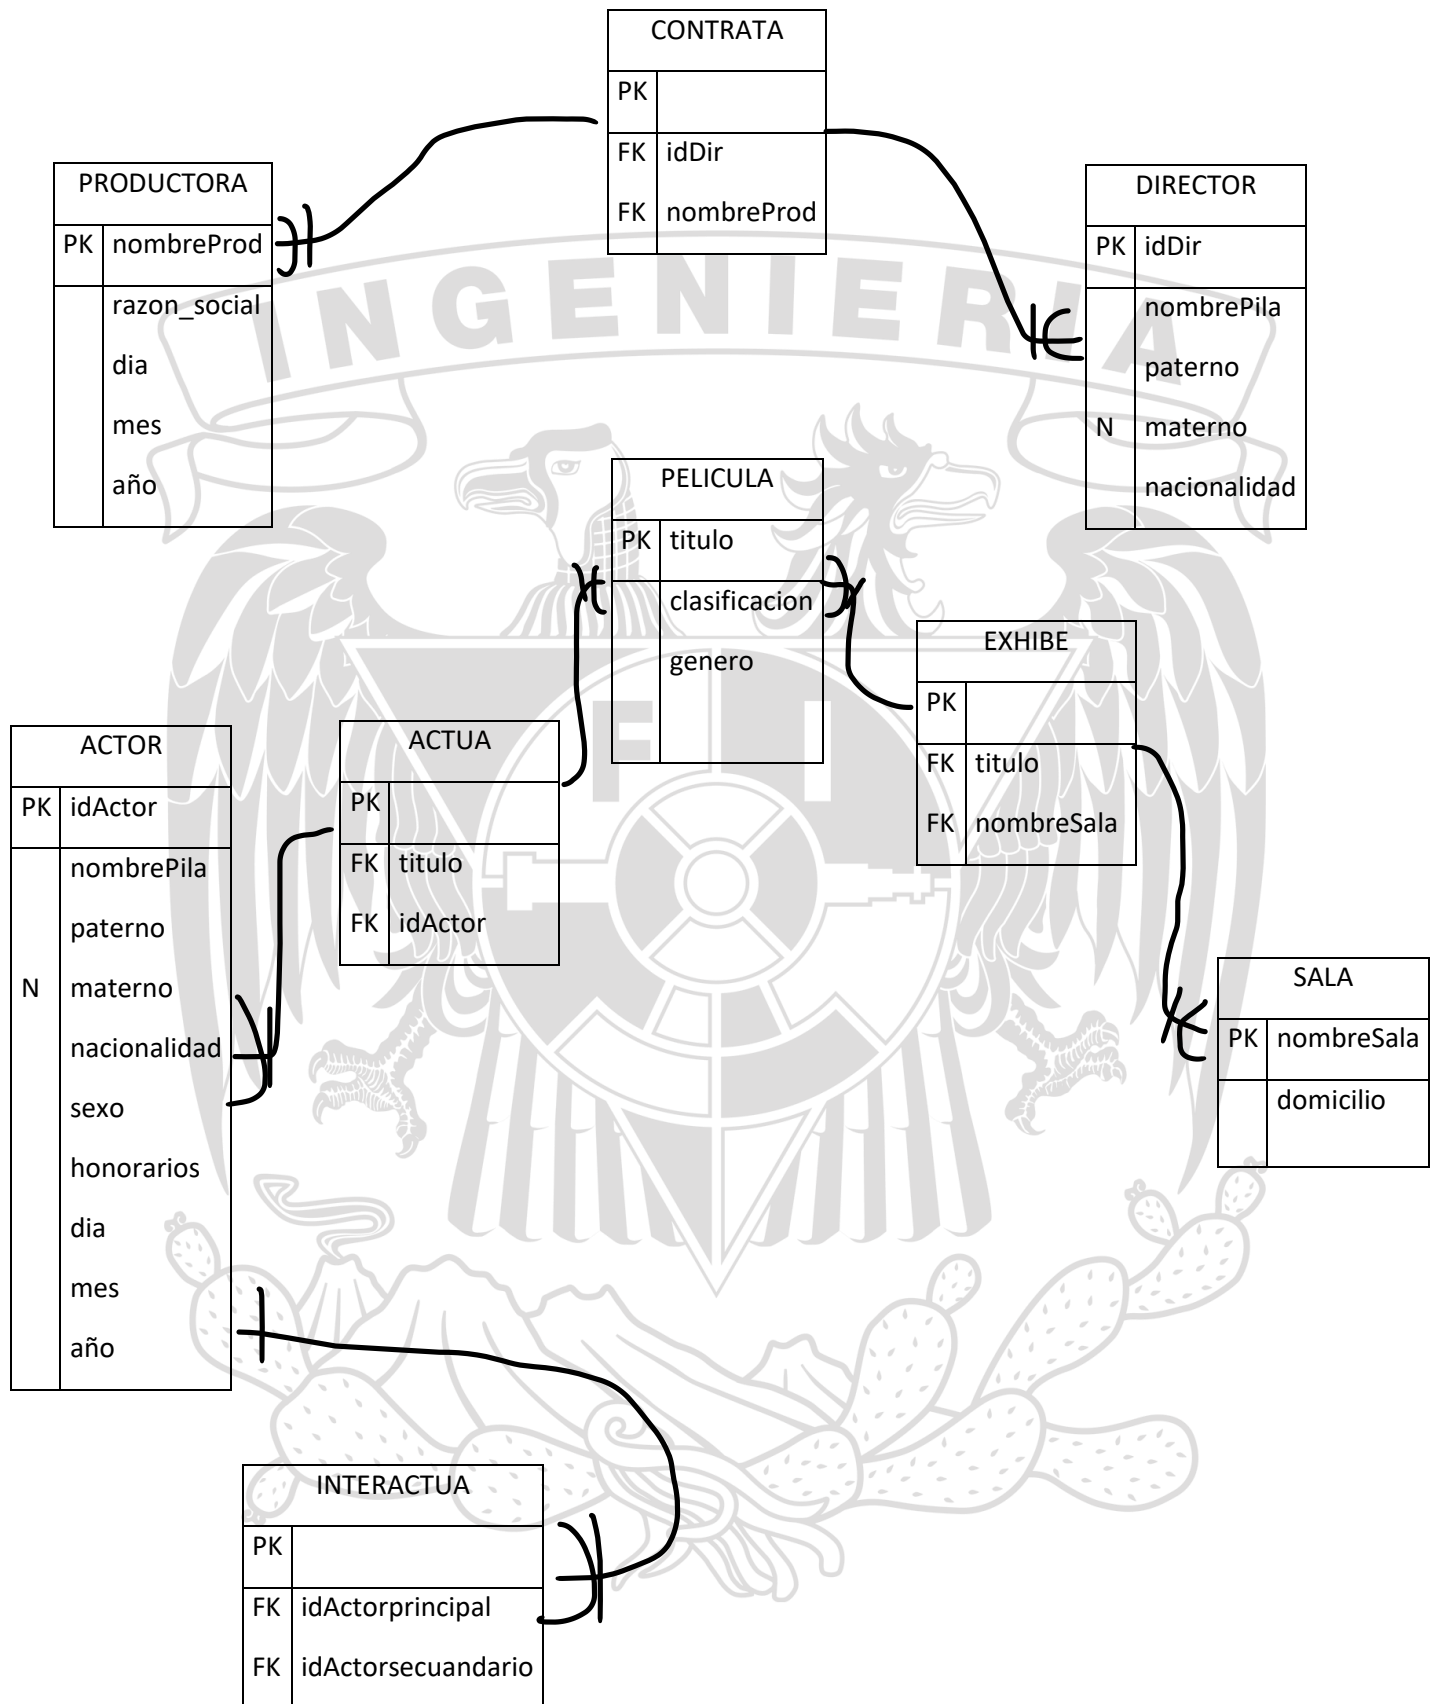 CONTRATA
PK
FK idDir
FK nombreProd
PRODUCTORA
PK nombreProd
razon_social
dia
mes
año
DIRECTOR
PK idDir
nombrePila
paterno
N materno
nacionalidad
INGENIERIA
PELICULA
PK titulo
clasificacion
genero
EXHIBE
PK
FK titulo
FK nombreSala
F I
ACTOR
PK idActor
nombrePila
paterno
N materno
nacionalidad
sexo
honorarios
dia
mes
año
ACTUA
PK
FK titulo
FK idActor
SALA
PK nombreSala
domicilio
INTERACTUA
PK
FK idActorprincipal
FK idActorsecuandario